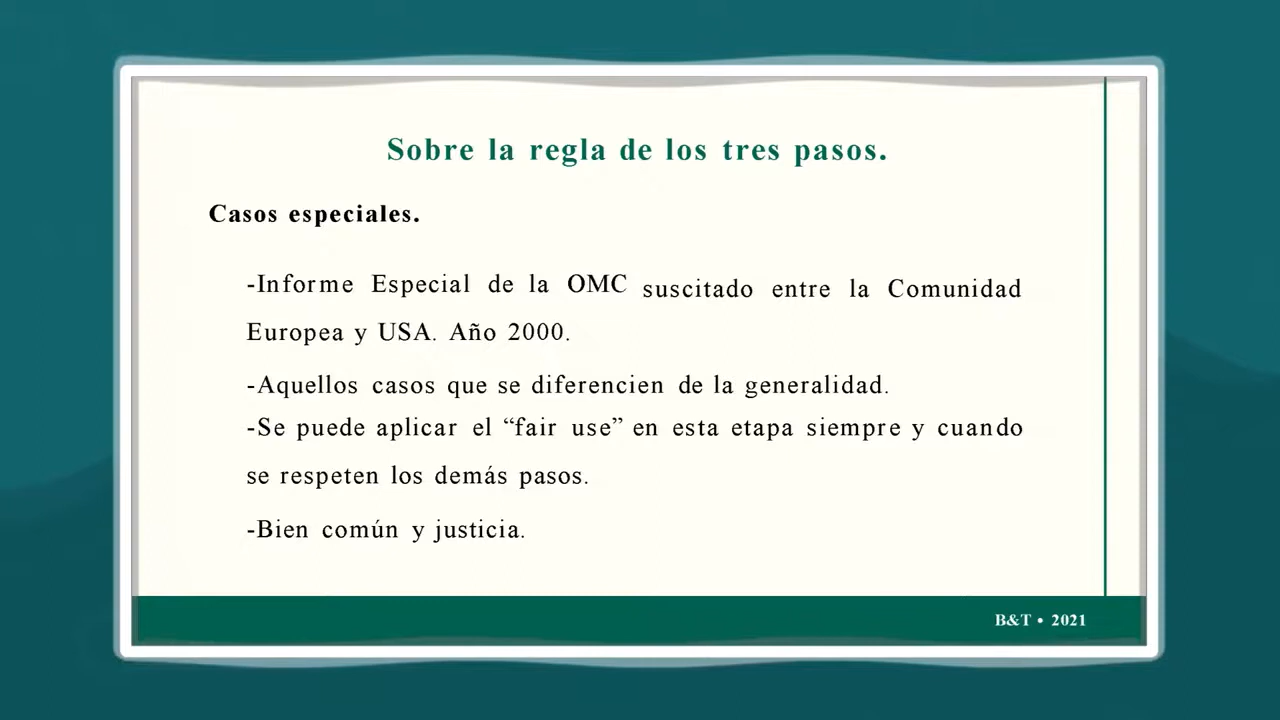 Sobre la regla de los tres pasos.
Casos especiales.
-Informe Especial de la OMC suscitado entre la Comunidad
Europea y USA. Año 2000.
-Aquellos casos que se diferencien de la generalidad.
-Se puede aplicar el “fair use” en esta etapa siempre y cuando
se respeten los demás pasos.
-Bien común y justicia.
B&T • 2021